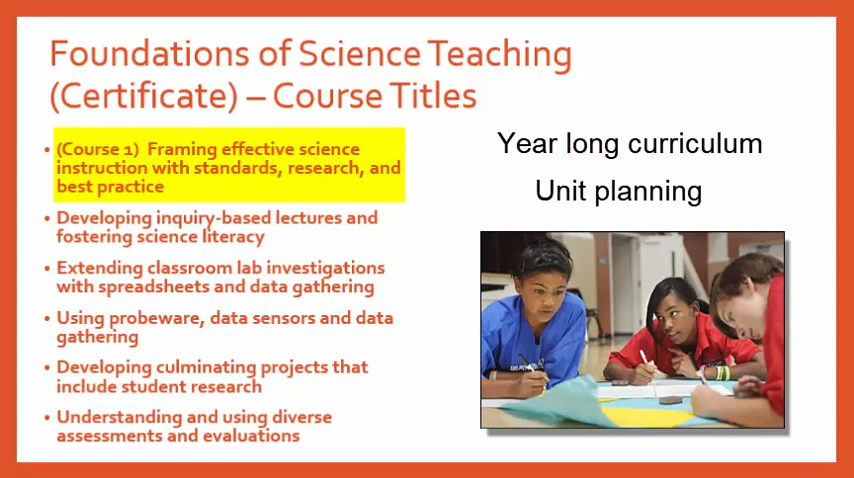 Foundations of Science Teaching
(Certificate) – Course Titles
• (Course 1) Framing effective science
instruction with standards, research, and
best practice
• Developing inquiry-based lectures and
fostering science literacy
• Extending classroom lab investigations
with spreadsheets and data gathering
• Using probeware, data sensors and data
gathering
• Developing culminating projects that
include student research
• Understanding and using diverse
assessments and evaluations
Year long curriculum
Unit planning